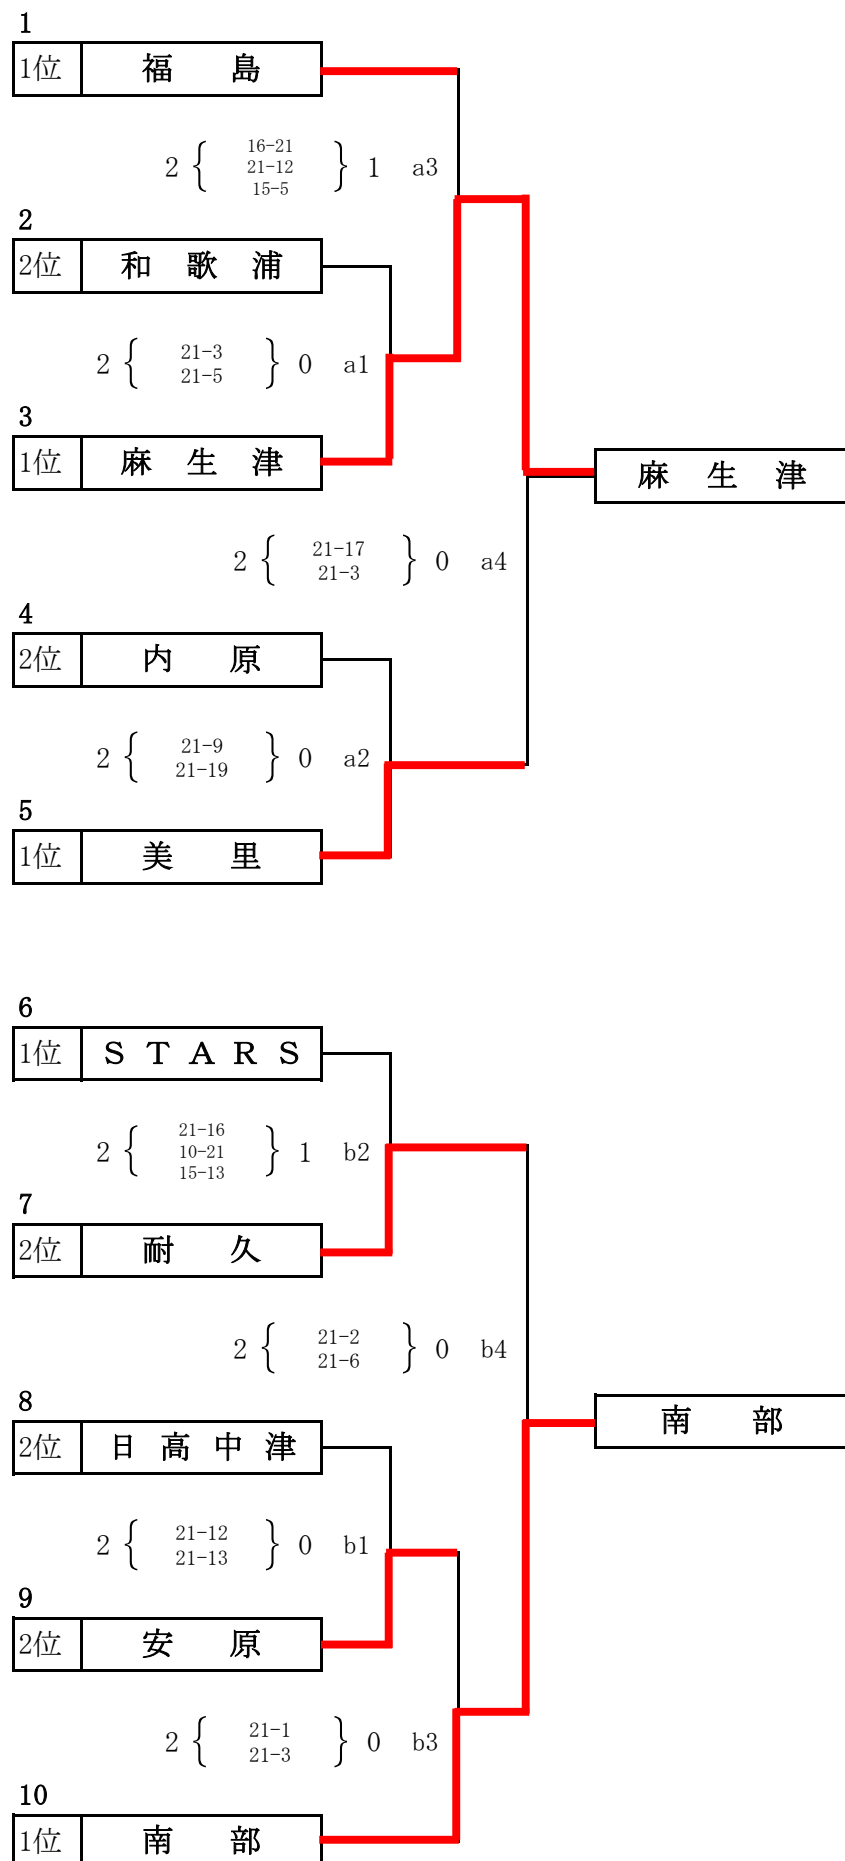 1
1位 福島
16-21
2 { 21-12 } 1 a3
15-5
2
2位 和歌浦
2 { 21-3 } 0 a1
21-5
3
1位 麻生津
麻生津
2 { 21-17 } 0 a4
21-3
4
2位 内原
2 { 21-9 } 0 a2
21-19
5
1位 美里
6
1位 STARS
21-16
2 { 10-21 } 1 b2
15-13
7
2位 耐久
2 { 21-2 } 0 b4
21-6
8
南部
2位 日高中津
2 { 21-12 } 0 b1
21-13
9
2位 安原
2 { 21-1 } 0 b3
21-3
10
1位 南部